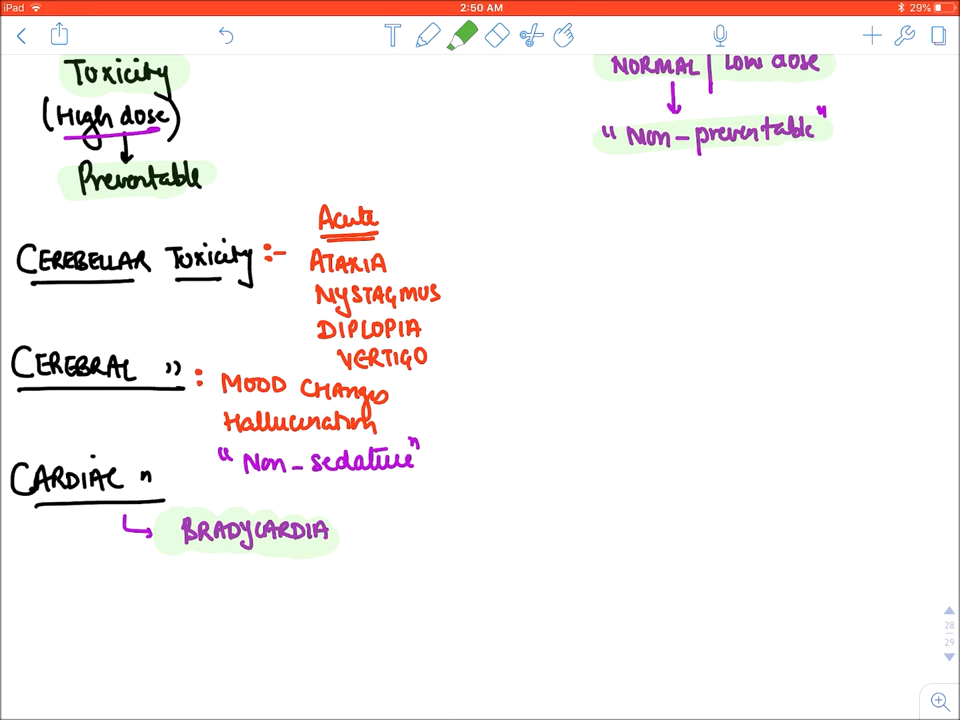 iPad
2:50 AM
29%
T
Toxicity
(High dose)
Preventable
NORMAL | Low dose
"Non-preventable"
CEREBELLAR Toxicity :-
Acute
ATAXIA
NYSTAGMUS
DIPLOPIA
VERTIGO
CEREBRAL " :
MOOD CHANges
Hallucination
"Non-sedative"
CARDIAC "
BRADYCARDIA
28
29